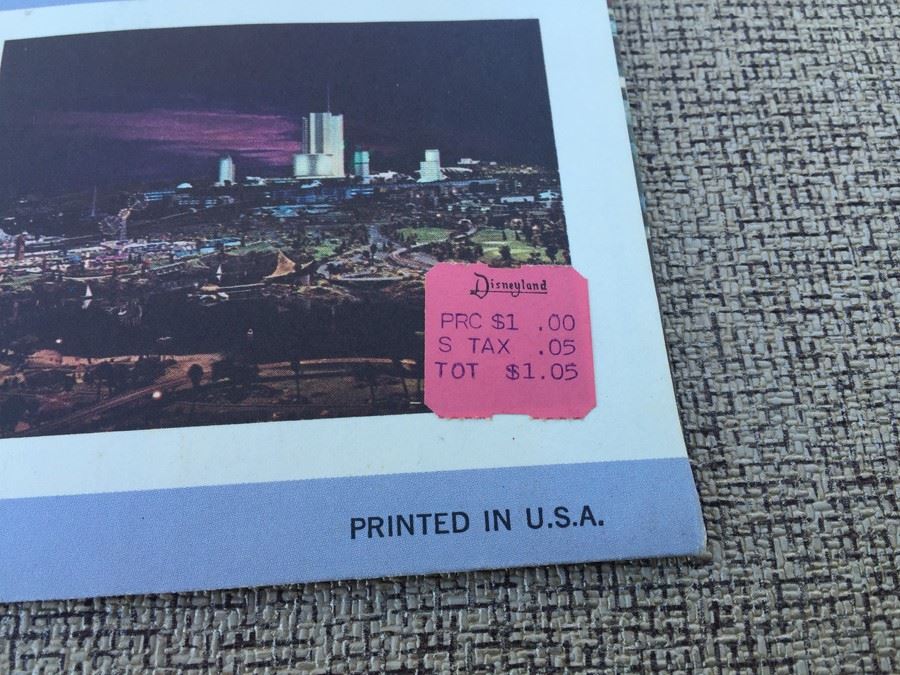 Disneyland
PRC $1 .00
S TAX .05
TOT $1.05
PRINTED IN U.S.A.